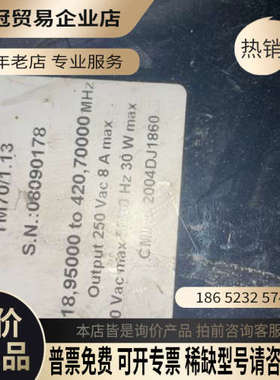 冠贸易企业店
年老店 专业服务
热销
TM70/1.13
S.N.:08090178
18,95000 to 420,70000 MHz
Output 250 Vac 8 A max
0 Vac max
Hz 30 W max
2004DJ1860
186 5232 574
价
品
本店皆是询价 拍前咨询客服
普票免费 可开专票 稀缺型号请咨